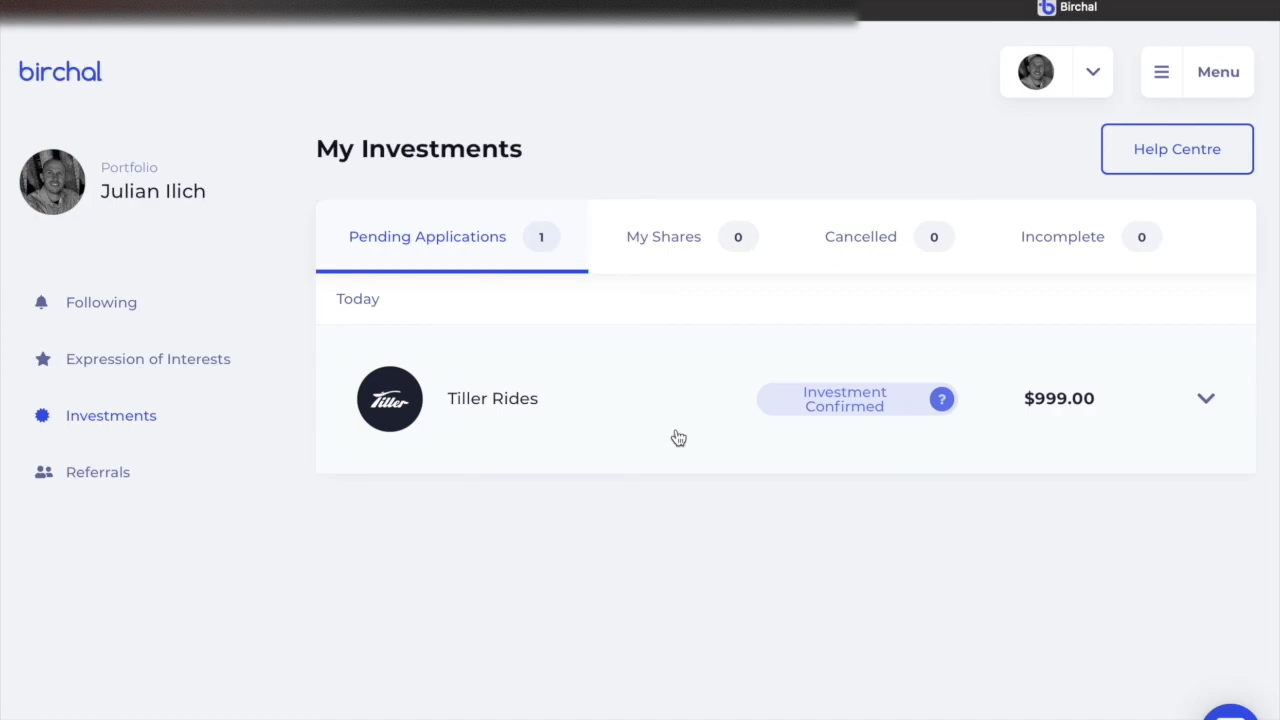 Birchal
birchal
Menu
Portfolio
Julian Ilich
My Investments
Help Centre
Pending Applications 1
My Shares 0
Cancelled 0
Incomplete 0
Today
Following
Expression of Interests
Investments
Referrals
Tiller
Tiller Rides
Investment
Confirmed
?
$999.00